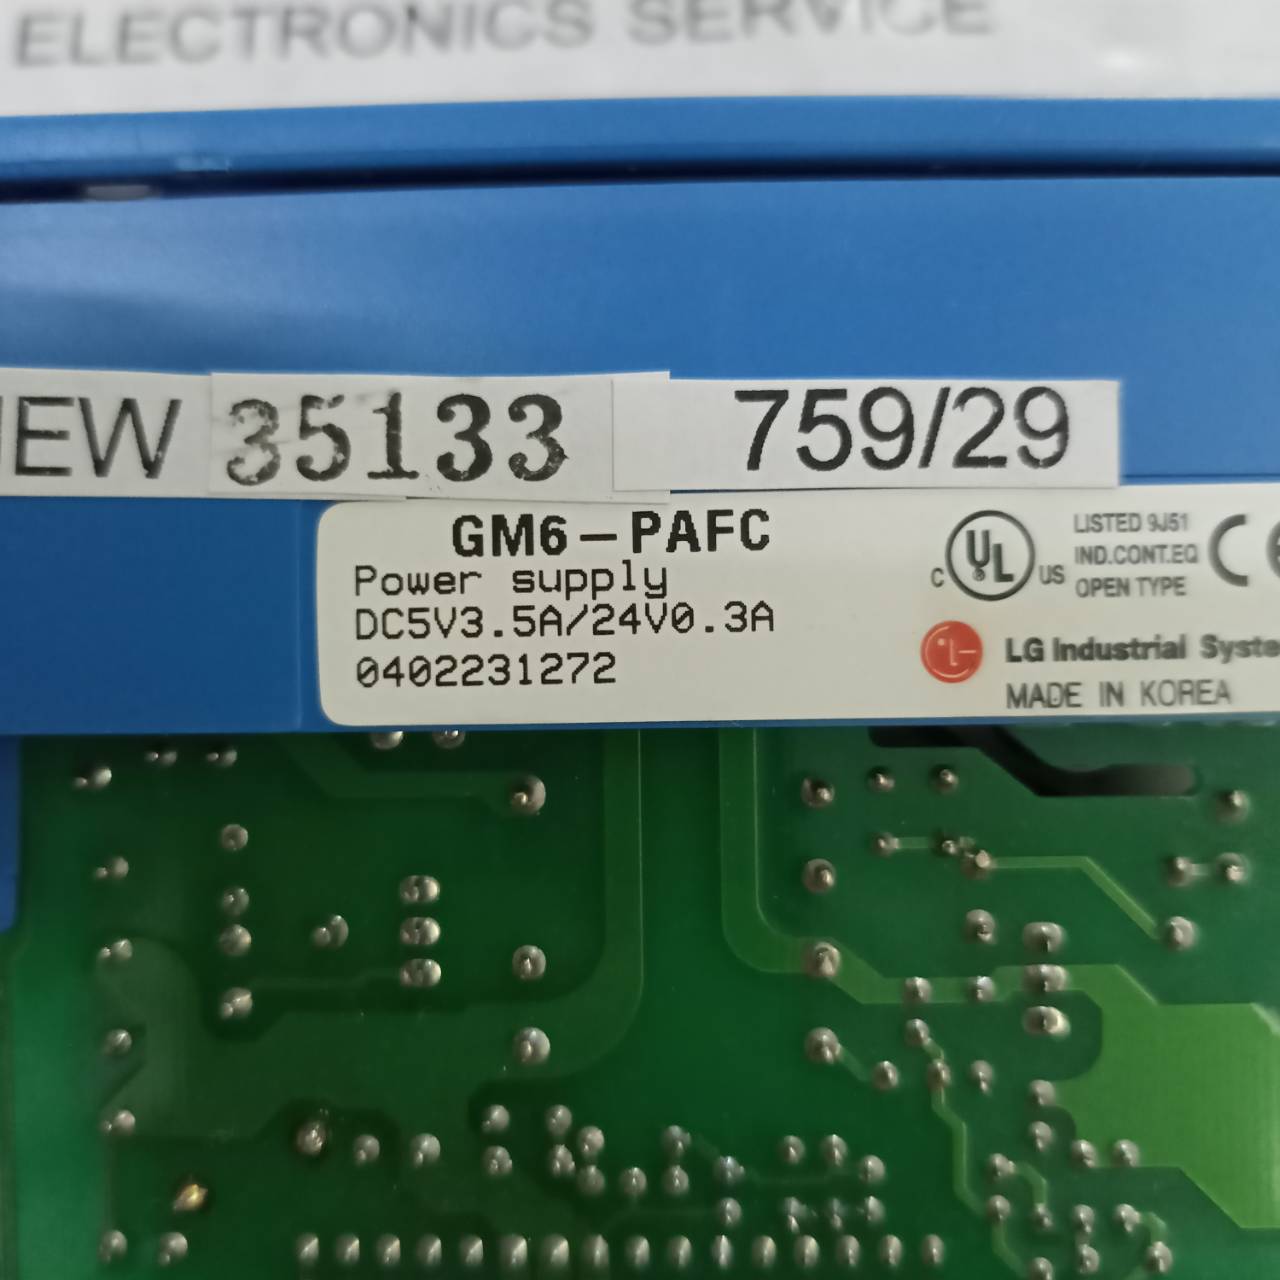 ELECTRONICS SERVICE
EW 35133 759/29
GM6-PAFC
Power supply
DC5V3.5A/24V0.3A
0402231272
C UL US
LISTED 9J51
IND.CONT.EQ
OPEN TYPE
CE
LG Industrial Syste
MADE IN KOREA